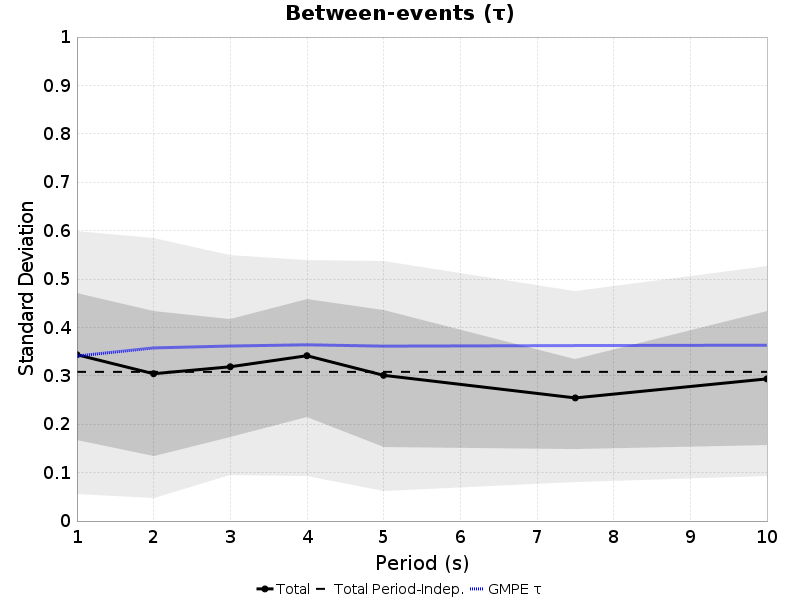 Between-events (τ)
1
0.9
0.8
0.7
0.6
0.5
0.4
0.3
0.2
0.1
0
Standard Deviation
1 2 3 4 5 6 7 8 9 10
Period (s)
Total Total Period-Indep. GMPE τ